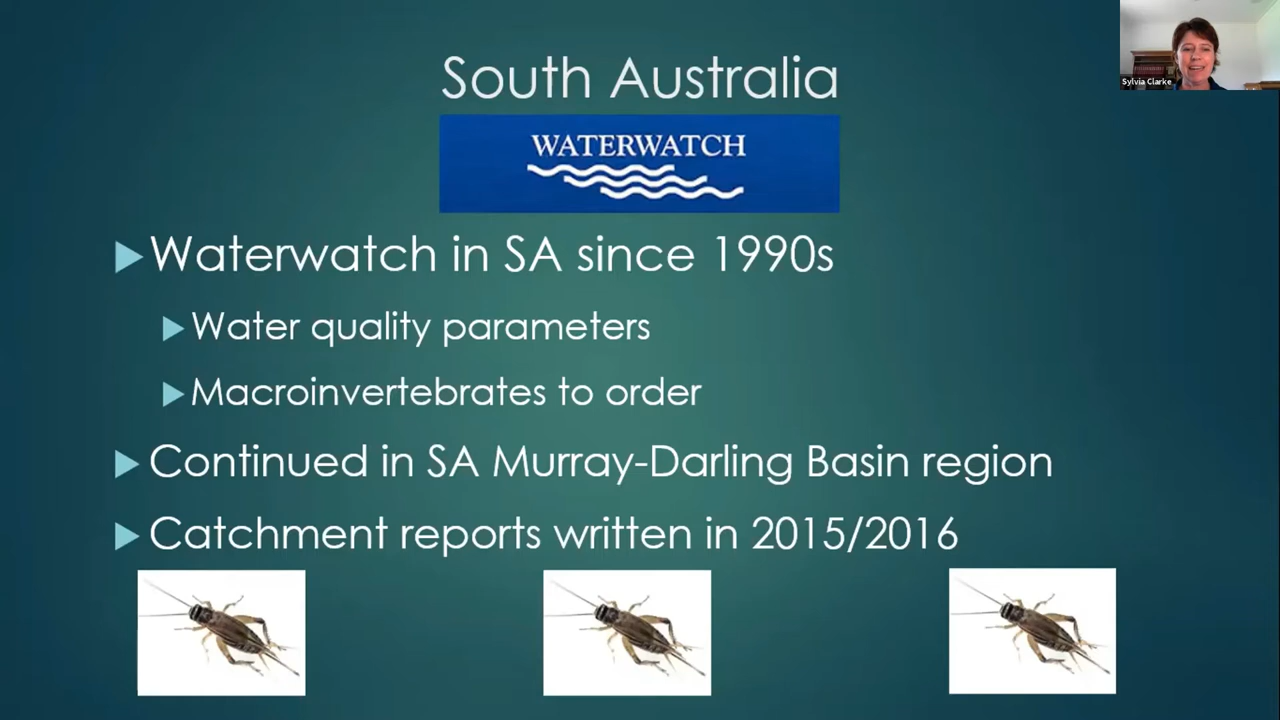 South Australia
Sylvia Clarke
WATERWATCH
Waterwatch in SA since 1990s
Water quality parameters
Macroinvertebrates to order
Continued in SA Murray-Darling Basin region
Catchment reports written in 2015/2016